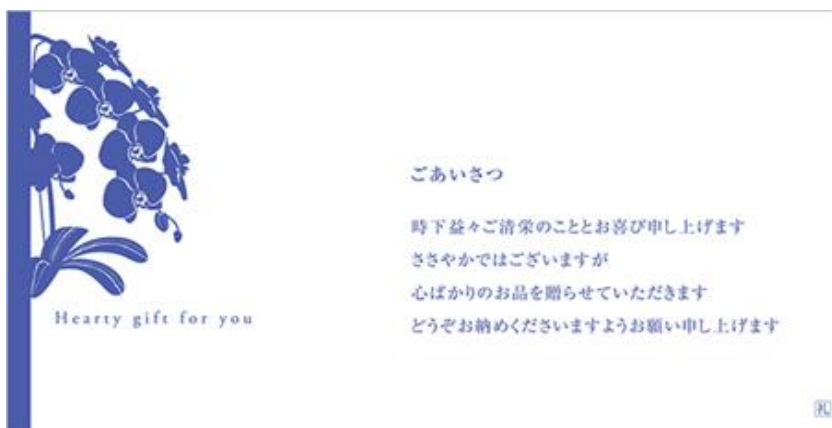 ごあいさつ
時下益々ご清栄のこととお喜び申し上げます
ささやかではございますが
心ばかりのお品を贈らせていただきます
どうぞお納めくださいますようお願い申し上げます
Hearty gift for you
礼